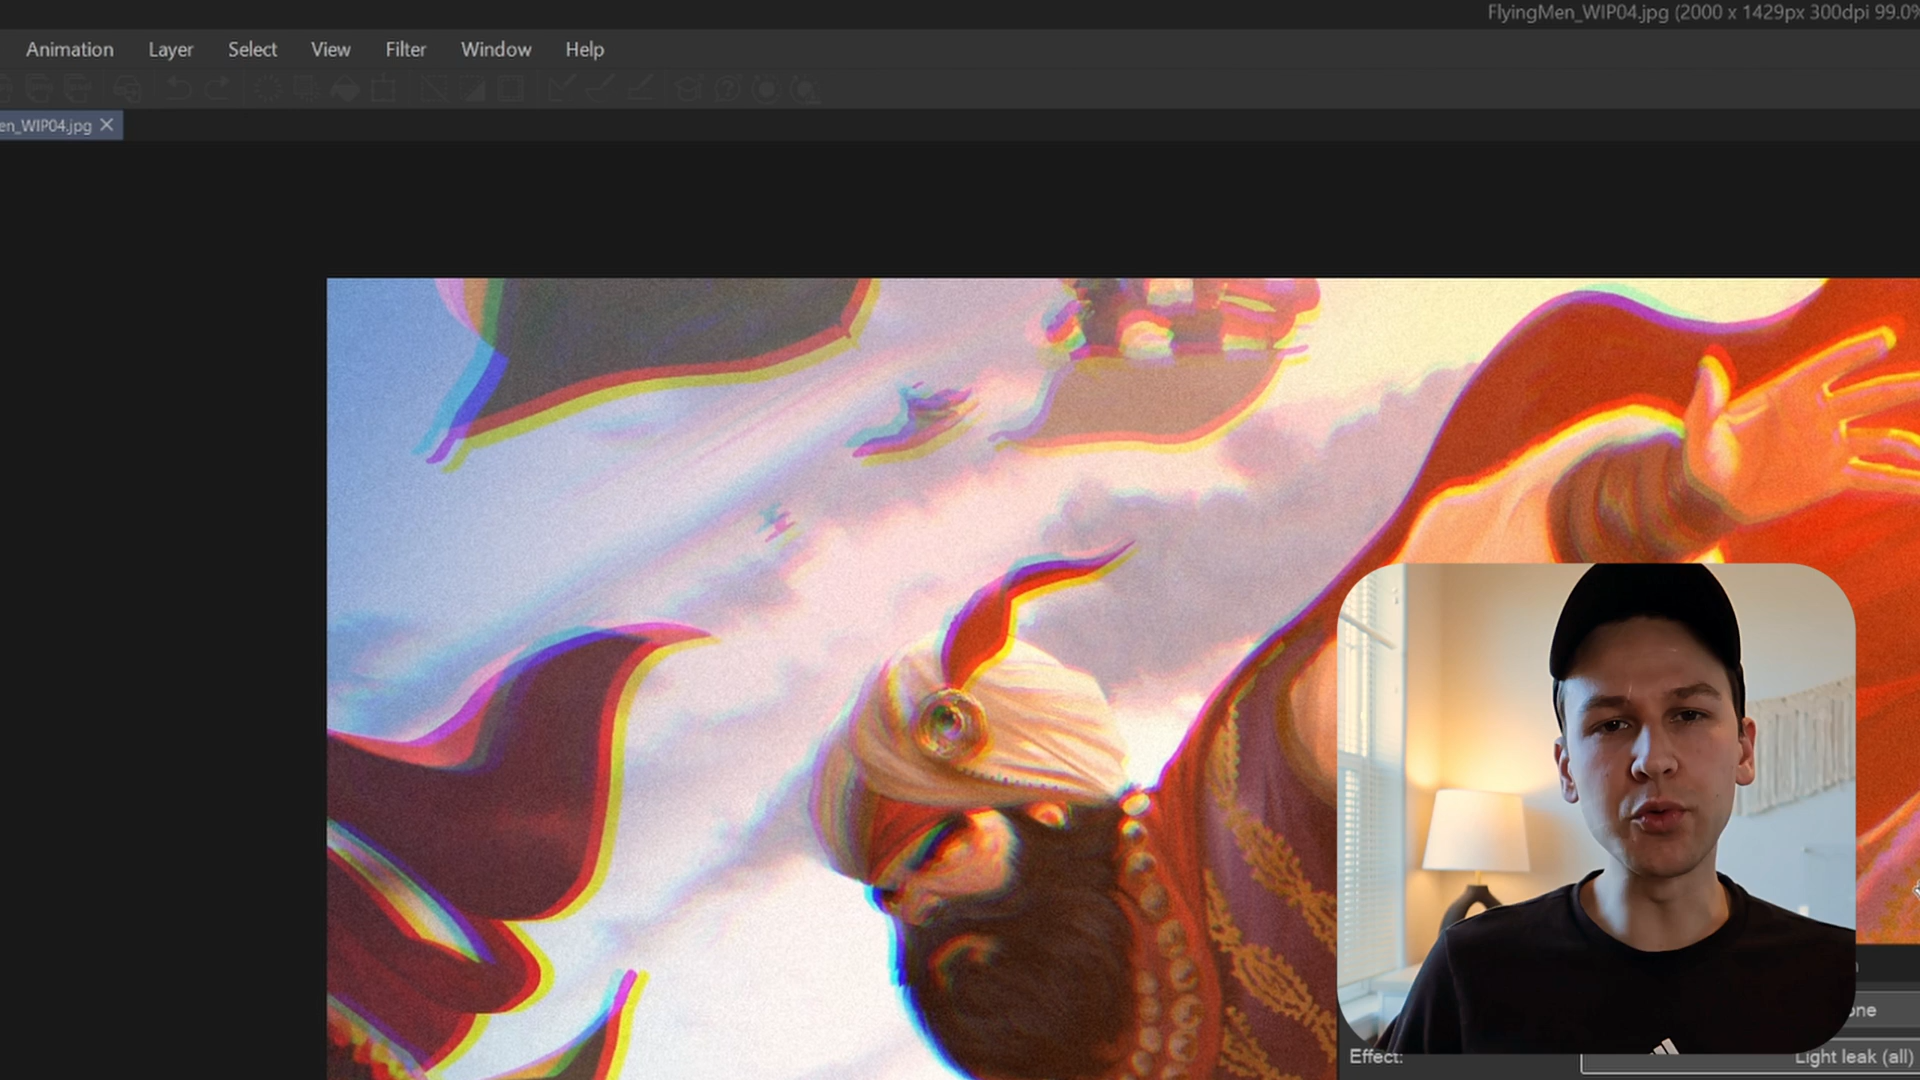 FlyingMen_WIP04.jpg (2000 x 1429px 300dpi 99.0%
Animation Layer Select View Filter Window Help
en_WIP04.jpg
one
Effect: Light leak (all)